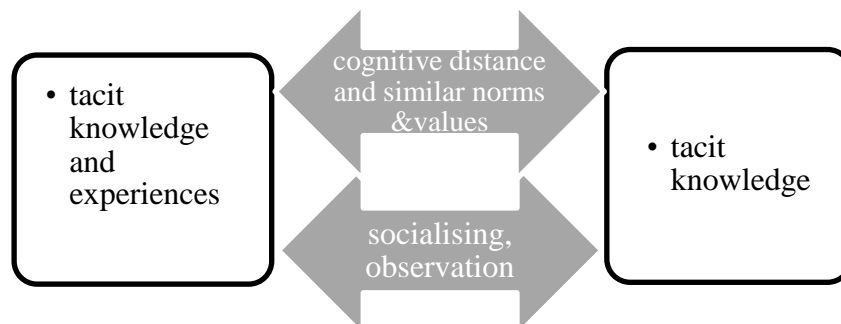 • tacit
knowledge
and
experiences
cognitive distance
and similar norms
&values
socialising,
observation
• tacit
knowledge